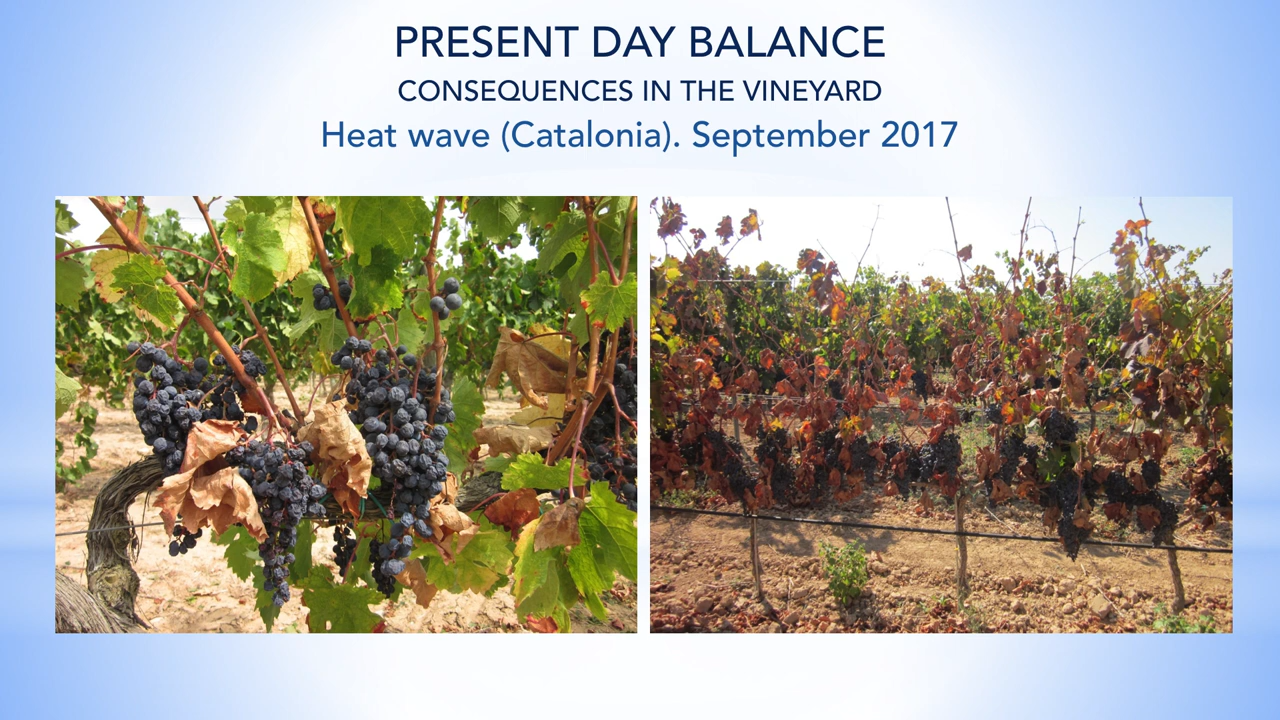 PRESENT DAY BALANCE
CONSEQUENCES IN THE VINEYARD
Heat wave (Catalonia). September 2017